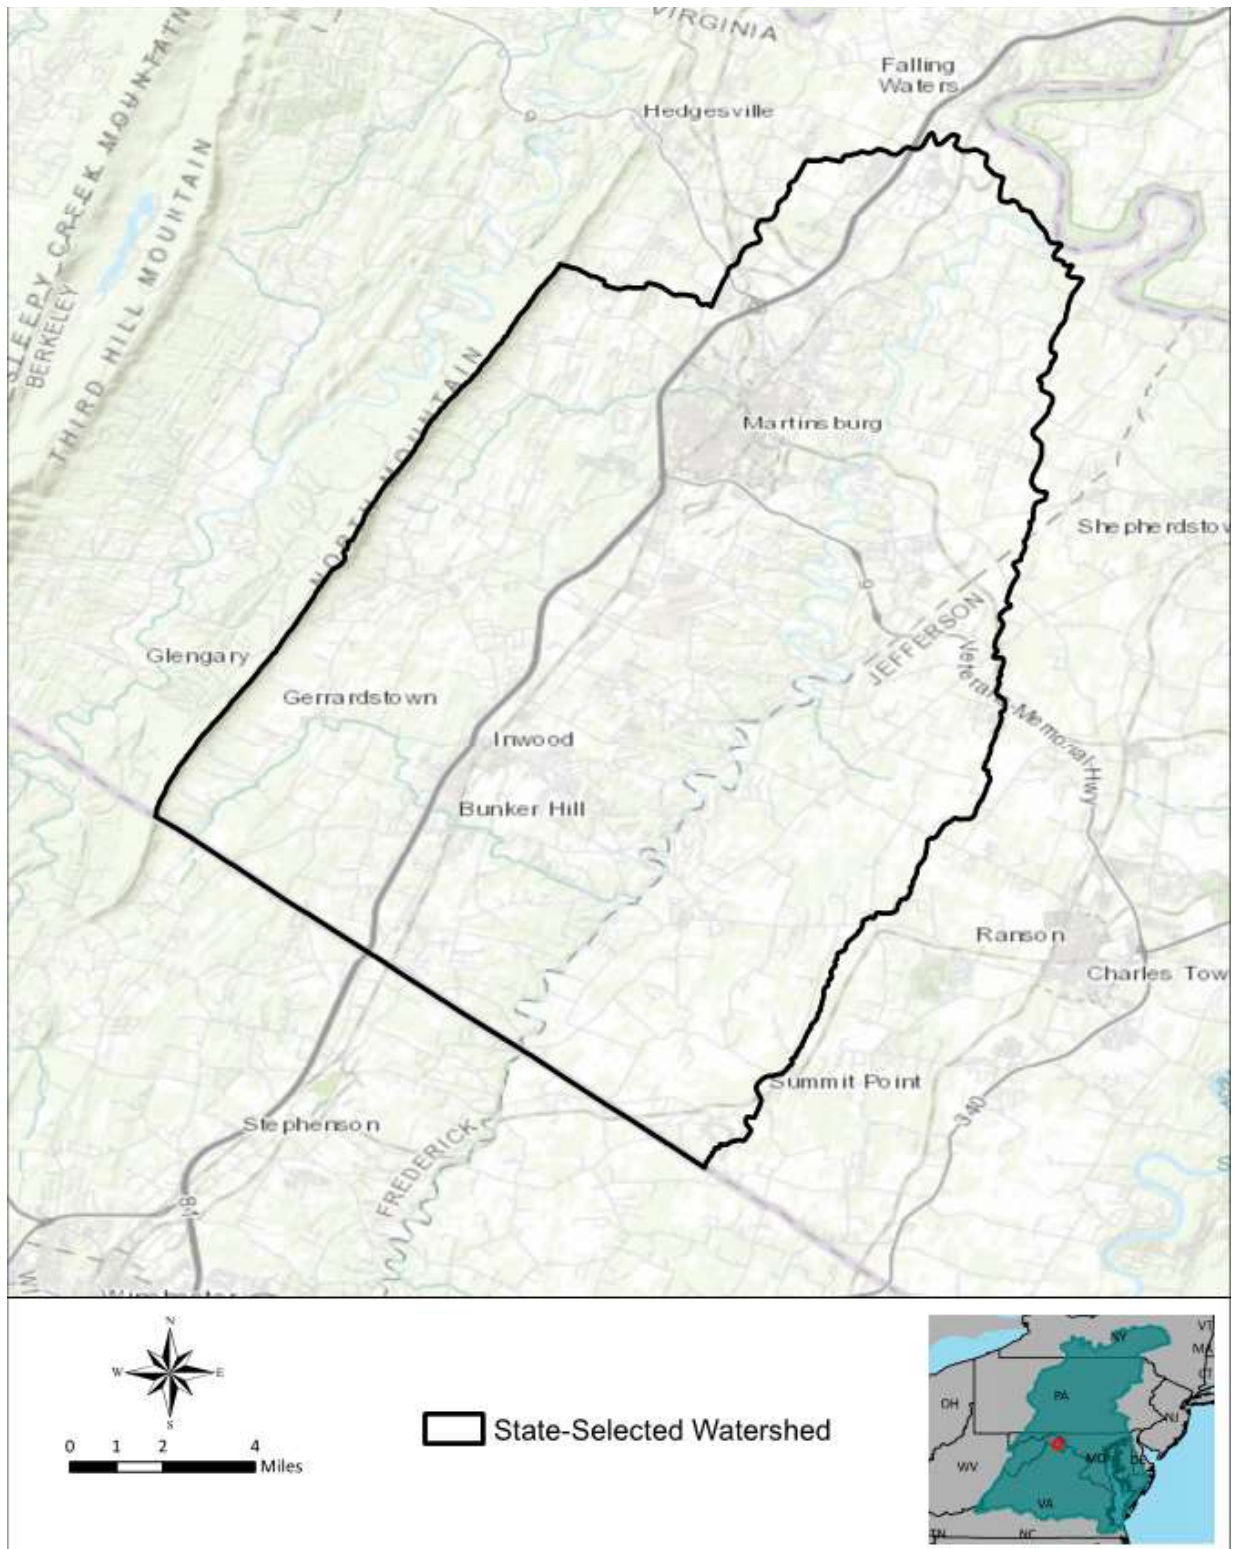 VIRGINIA
Falling
Waters
Hedgesville
SLEEPY CREEK MOUNTAIN
BERKELEY
THIRD HILL MOUNTAIN
NORTH MOUNTAIN
Martinsburg
Shepherdstow
JEFFERSON
Veterans Memorial Hwy
9
9
Glengary
Gerrardstown
Inwood
Bunker Hill
Ranson
Charles Tow
Summit Point
340
Stephenson
FREDERICK
81
N
W
E
S
0 1 2 4
Miles
State-Selected Watershed
NY
VT
MA
CT
PA
OH
NJ
WV
MD
DE
VA
TN
NC